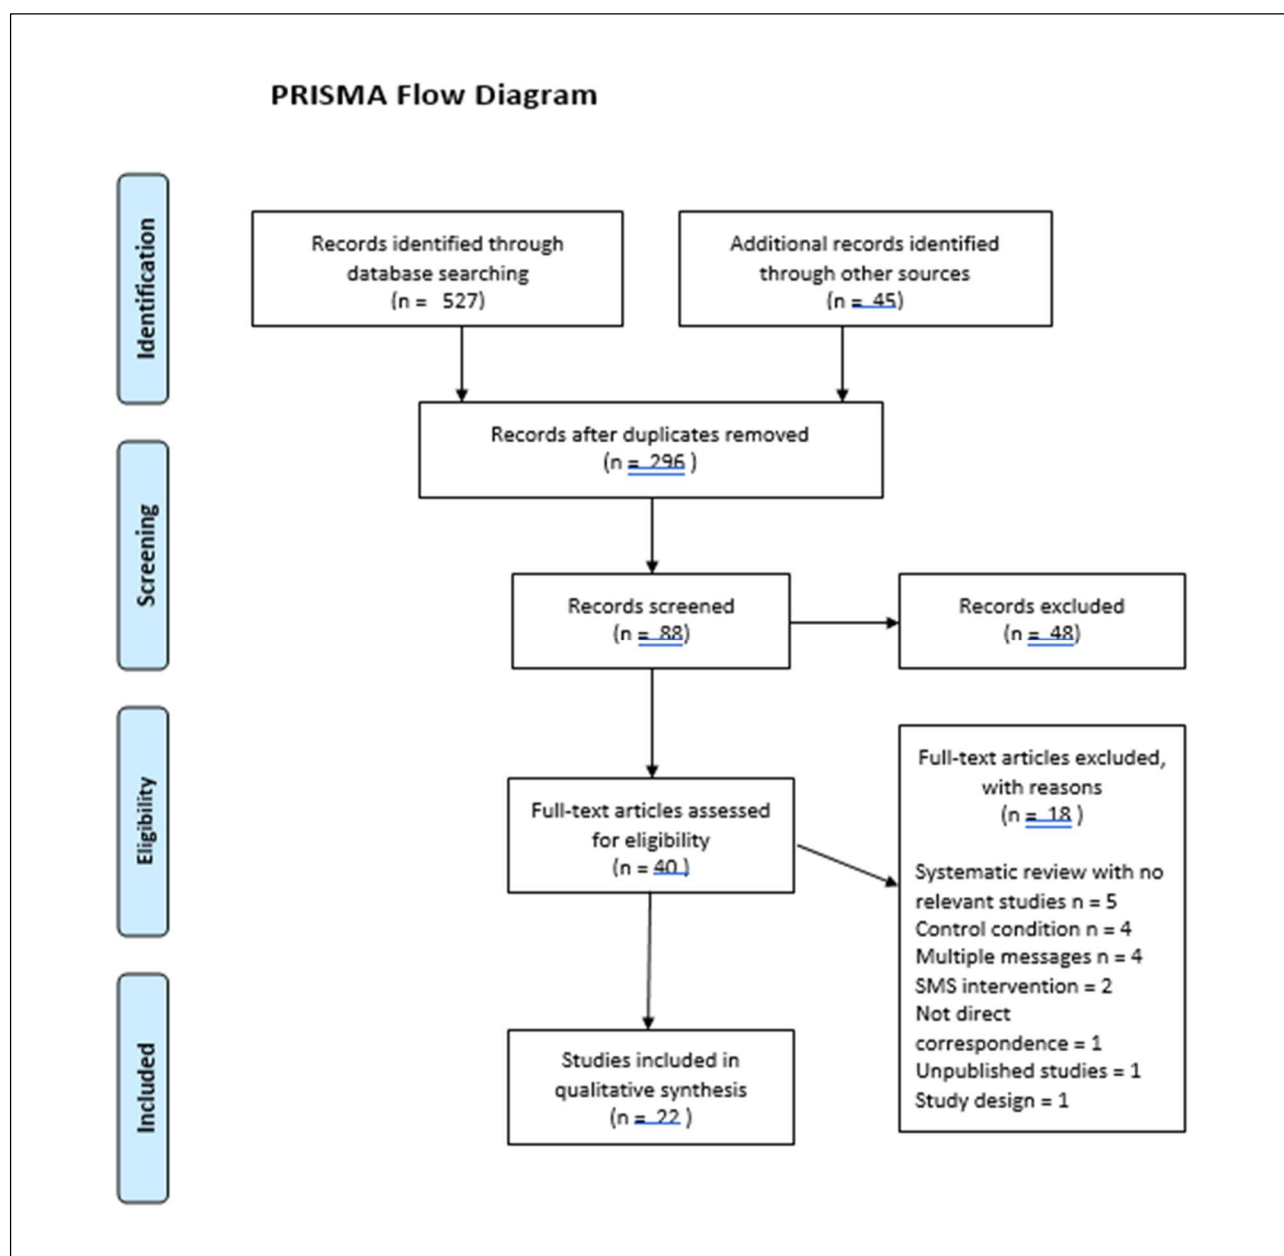 PRISMA Flow Diagram
Identification
Records identified through
database searching
(n = 527)
Additional records identified
through other sources
(n = 45)
Records after duplicates removed
(n = 296 )
Screening
Records screened
(n = 88)
Records excluded
(n = 48)
Eligibility
Full-text articles assessed
for eligibility
(n = 40 )
Full-text articles excluded,
with reasons
(n = 18 )
Systematic review with no
relevant studies n = 5
Control condition n = 4
Multiple messages n = 4
SMS intervention = 2
Not direct
correspondence = 1
Unpublished studies = 1
Study design = 1
Included
Studies included in
qualitative synthesis
(n = 22 )